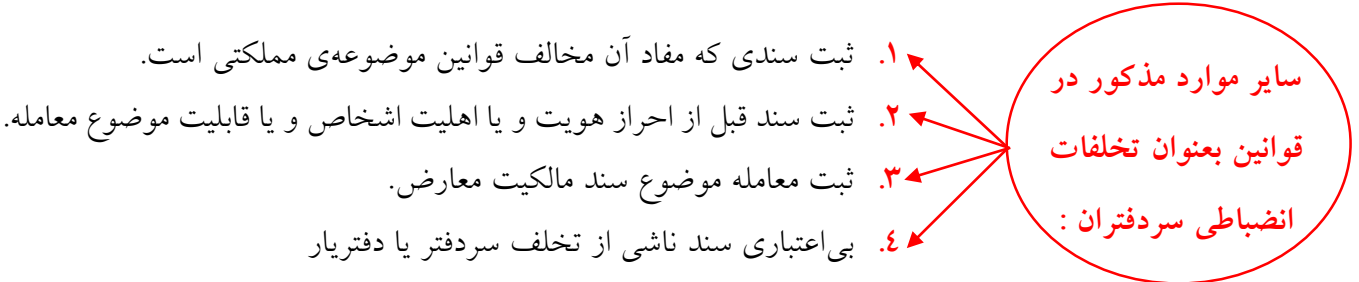 سایر موارد مذکور در
قوانین بعنوان تخلفات
انضباطی سردفتران :
۱. ثبت سندی که مفاد آن مخالف قوانین موضوعه‌ی مملکتی است.
۲. ثبت سند قبل از احراز هویت و یا اهلیت اشخاص و یا قابلیت موضوع معامله.
۳. ثبت معامله موضوع سند مالکیت معارض.
٤. بی‌اعتباری سند ناشی از تخلف سردفتر یا دفتریار